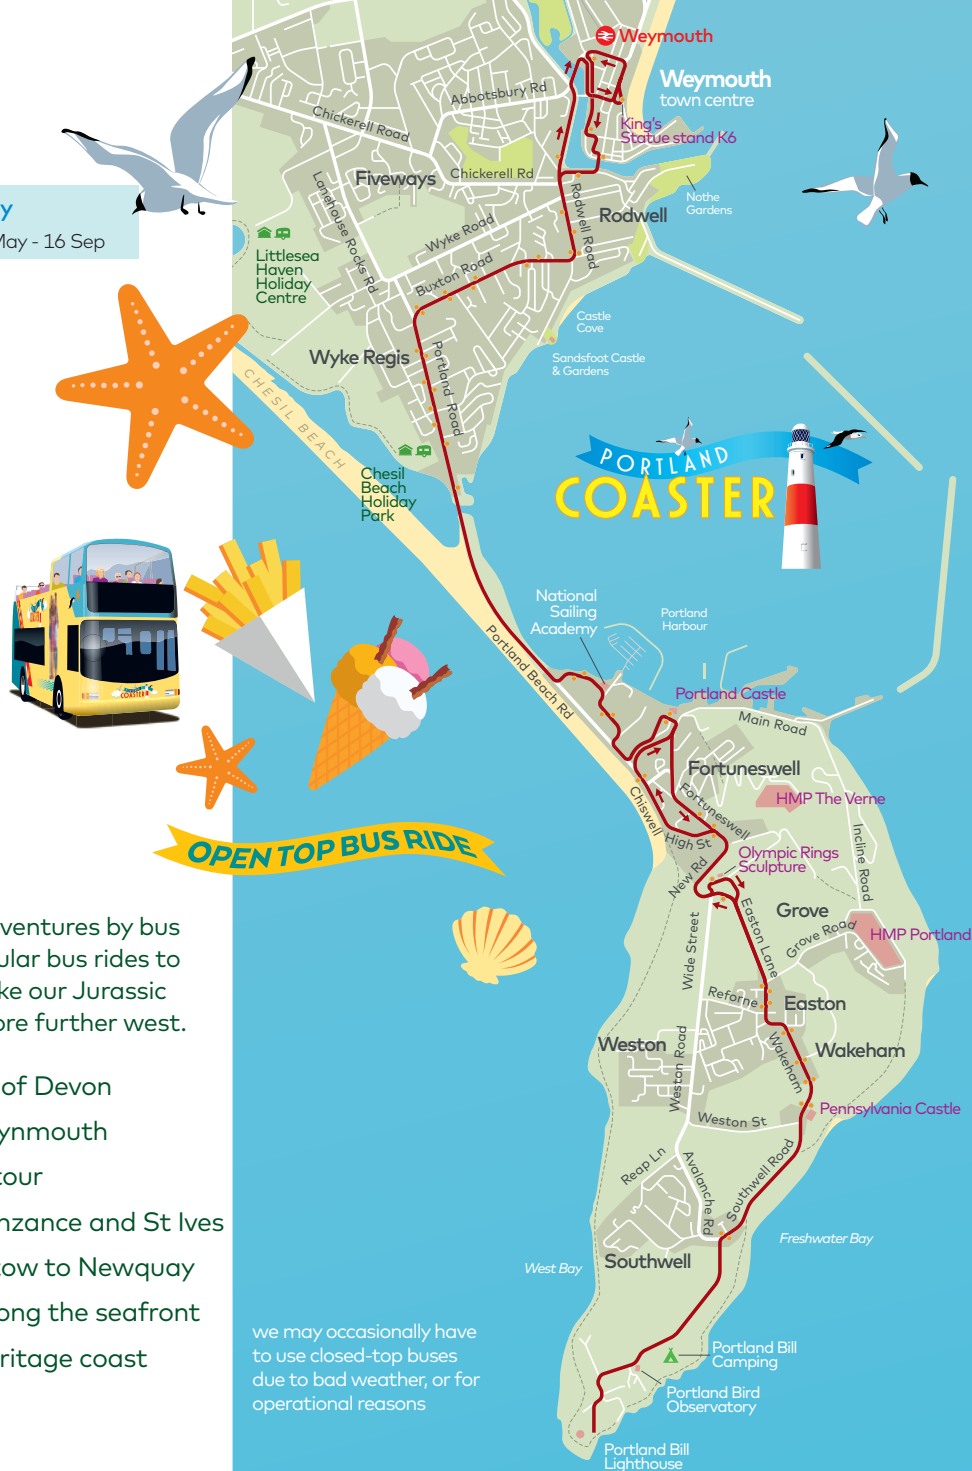 Weymouth
Weymouth
town centre
King's
Statue stand K6
Abbotsbury Rd
Chickerell Road
Fiveways
Chickerell Rd
Nothe
Gardens
Rodwell
Rodwell Road
Lanehouse Rocks Rd
Wyke Road
Buxton Road
y
May - 16 Sep
Littlesea
Haven
Holiday
Centre
Castle
Cove
Sandsfoot Castle
& Gardens
Wyke Regis
Portland Road
CHESIL BEACH
PORTLAND
COASTER
Chesil
Beach
Holiday
Park
National
Sailing
Academy
Portland
Harbour
Portland Beach Rd
COASTER
Portland Castle
Main Road
Fortuneswell
HMP The Verne
Fortuneswell
Chiswell
High St
Incline Road
OPEN TOP BUS RIDE
Olympic Rings
Sculpture
New Rd
Grove
Grove Road
HMP Portland
Easton Lane
Wide Street
Reforne
Easton
Weston
Wakeham
Wakeham
Weston Road
Pennsylvania Castle
Weston St
Reap Ln
Avalanche Rd
Southwell Road
Freshwater Bay
West Bay
Southwell
ventures by bus
ular bus rides to
ke our Jurassic
ore further west.
of Devon
ynmouth
tour
nzance and St Ives
tow to Newquay
ong the seafront
ritage coast
we may occasionally have
to use closed-top buses
due to bad weather, or for
operational reasons
Portland Bill
Camping
Portland Bird
Observatory
Portland Bill
Lighthouse